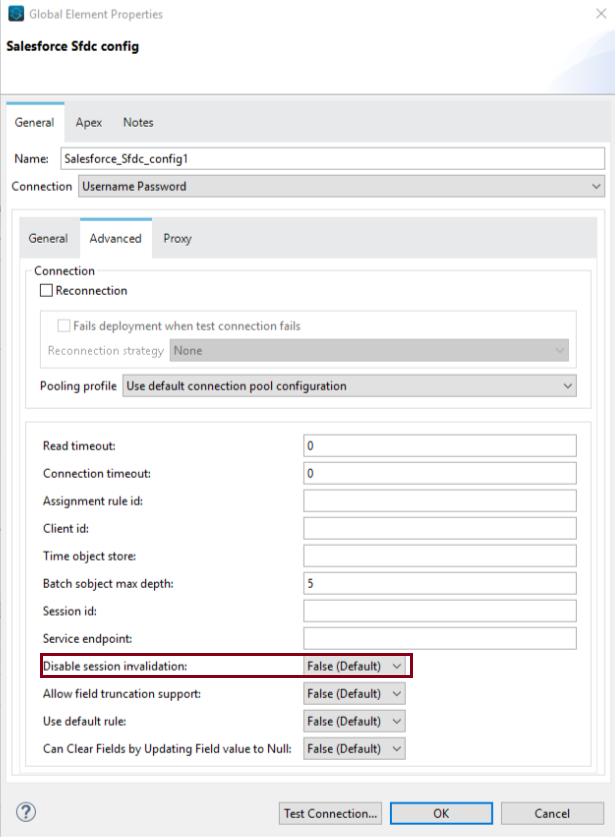 Global Element Properties
Salesforce Sfdc config
General Apex Notes
Name: Salesforce_Sfdc_config1
Connection Username Password
General Advanced Proxy
Connection
Reconnection
Fails deployment when test connection fails
Reconnection strategy None
Pooling profile Use default connection pool configuration
Read timeout: 0
Connection timeout: 0
Assignment rule id:
Client id:
Time object store:
Batch sobject max depth: 5
Session id:
Service endpoint:
Disable session invalidation: False (Default)
Allow field truncation support: False (Default)
Use default rule: False (Default)
Can Clear Fields by Updating Field value to Null: False (Default)
? Test Connection... OK Cancel